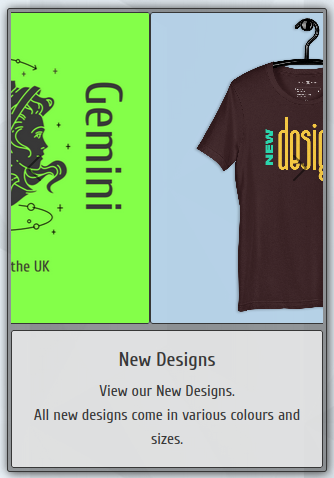 Gemini
the UK
NEW
desig
New Designs
View our New Designs.
All new designs come in various colours and
sizes.